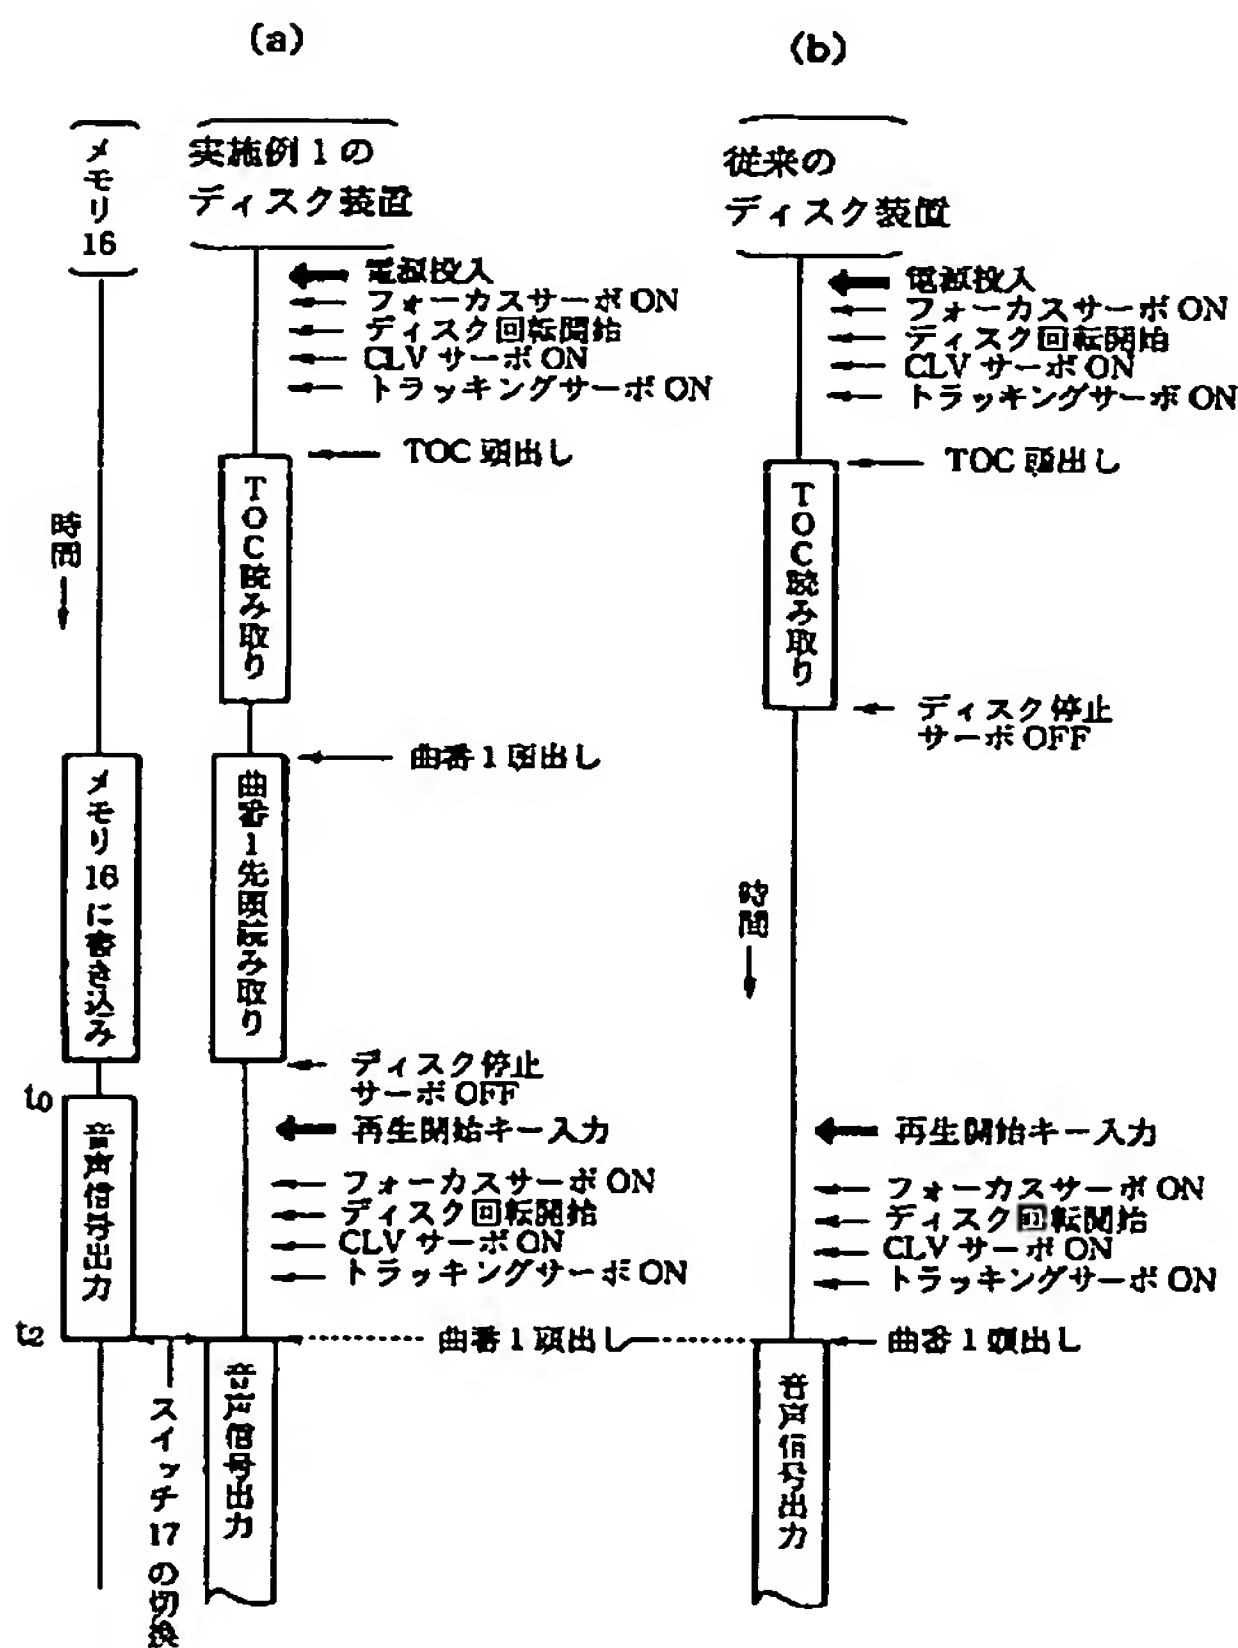 (a)
メモリ16
実施例1の
ディスク装置
電源投入
フォーカスサーボON
ディスク回転開始
CLVサーボON
トラッキングサーボON
TOC頭出し
TOC読み取り
時間
曲番1頭出し
メモリ16に書き込み
曲番1先頭読み取り
ディスク停止
サーボOFF
t0
再生開始キー入力
音声信号出力
フォーカスサーボON
ディスク回転開始
CLVサーボON
トラッキングサーボON
t2
曲番1頭出し
スイッチ17の切換
音声信号出力
(b)
従来の
ディスク装置
電源投入
フォーカスサーボON
ディスク回転開始
CLVサーボON
トラッキングサーボON
TOC頭出し
TOC読み取り
ディスク停止
サーボOFF
時間
再生開始キー入力
フォーカスサーボON
ディスク回転開始
CLVサーボON
トラッキングサーボON
曲番1頭出し
音声信号出力